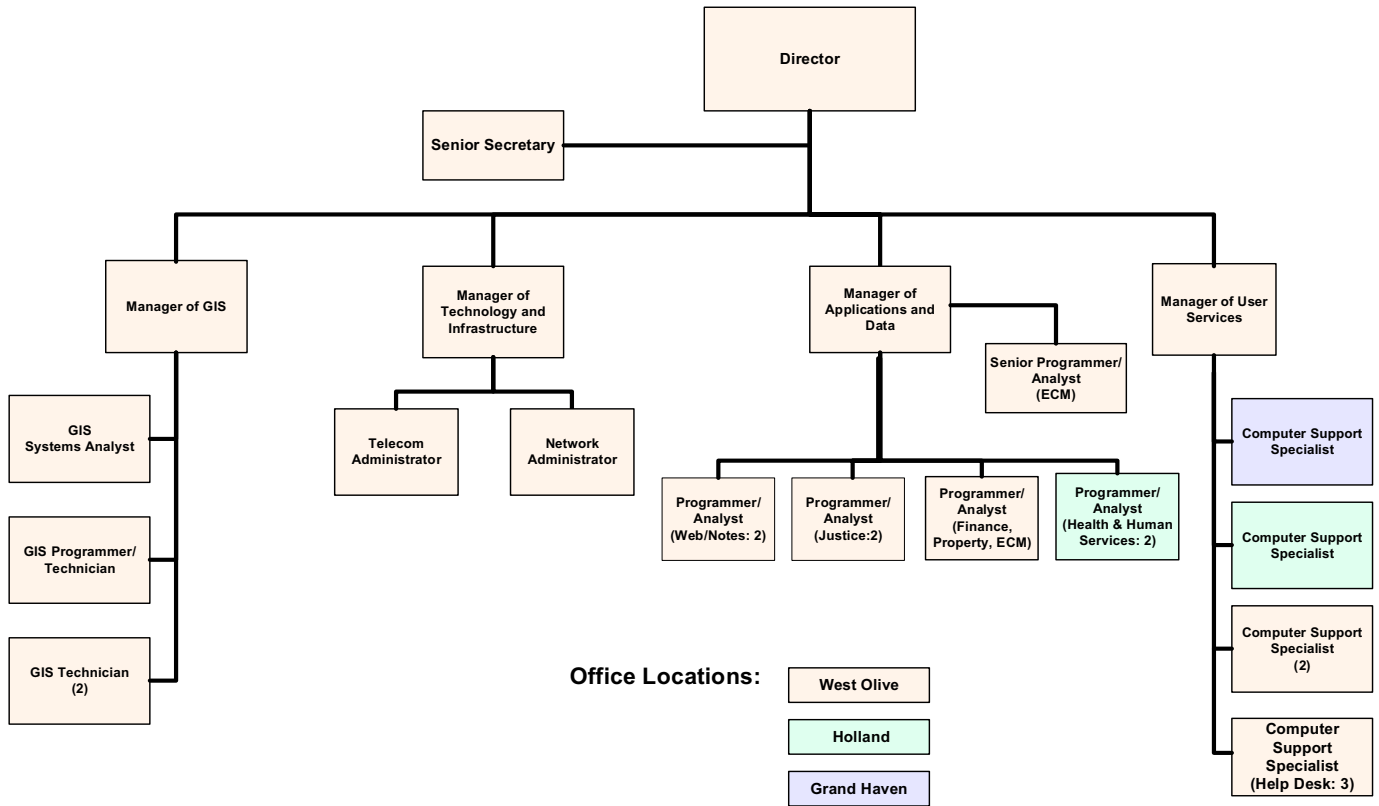 Director
Senior Secretary
Manager of GIS
Manager of
Technology and
Infrastructure
Manager of
Applications and
Data
Manager of User
Services
Senior Programmer/
Analyst
(ECM)
GIS
Systems Analyst
GIS Programmer/
Technician
GIS Technician
(2)
Telecom
Administrator
Network
Administrator
Programmer/
Analyst
(Web/Notes: 2)
Programmer/
Analyst
(Justice:2)
Programmer/
Analyst
(Finance,
Property, ECM)
Programmer/
Analyst
(Health & Human
Services: 2)
Computer Support
Specialist
Computer Support
Specialist
Computer Support
Specialist
(2)
Computer
Support
Specialist
(Help Desk: 3)
Office Locations:
West Olive
Holland
Grand Haven